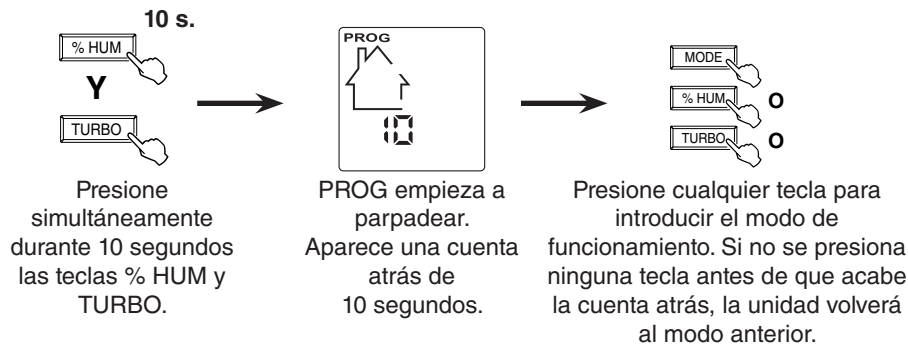 10 s.
% HUM
Y
TURBO
Presione
simultáneamente
durante 10 segundos
las teclas % HUM y
TURBO.
PROG
10
PROG empieza a
parpadear.
Aparece una cuenta
atrás de
10 segundos.
MODE
% HUM O
TURBO O
Presione cualquier tecla para
introducir el modo de
funcionamiento. Si no se presiona
ninguna tecla antes de que acabe
la cuenta atrás, la unidad volverá
al modo anterior.